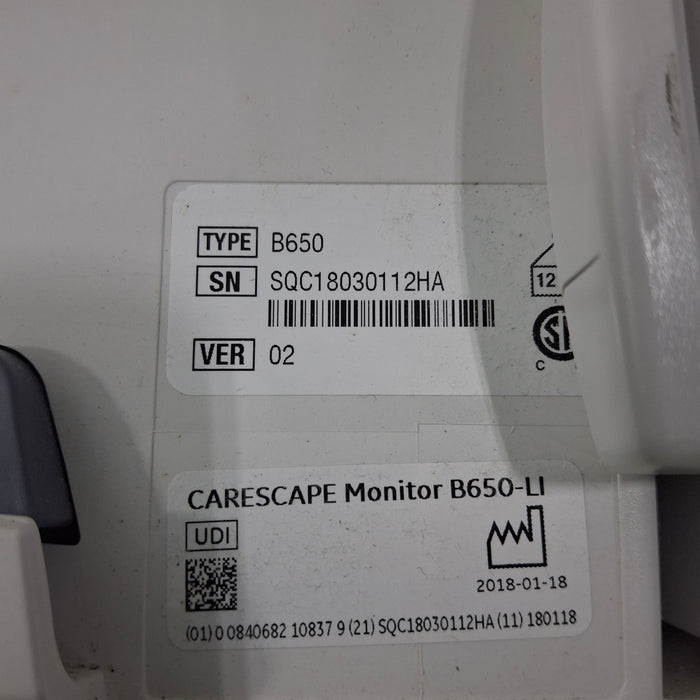 TYPE B650
SN SQC18030112HA
12
VER 02
C
CARESCAPE Monitor B650-LI
UDI
2018-01-18
(01) 0 0840682 10837 9 (21) SQC18030112HA (11) 180118